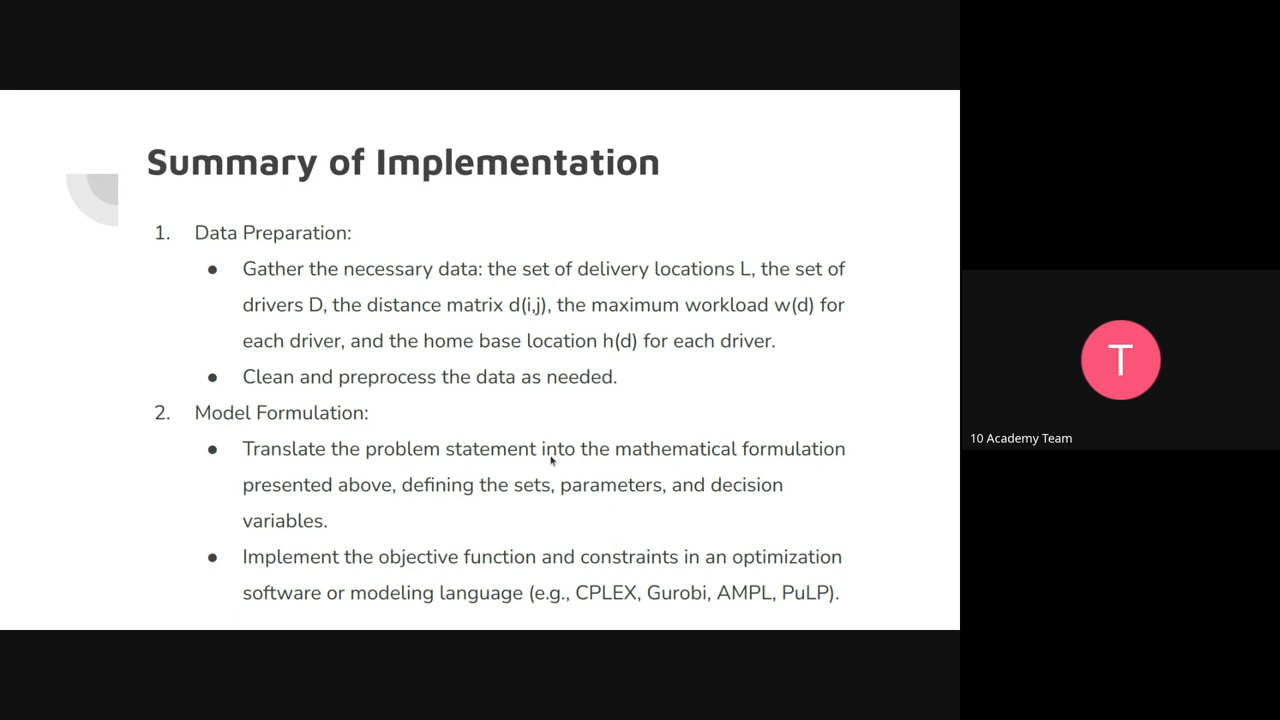 Summary of Implementation
1. Data Preparation:
● Gather the necessary data: the set of delivery locations L, the set of
drivers D, the distance matrix d(i,j), the maximum workload w(d) for
each driver, and the home base location h(d) for each driver.
● Clean and preprocess the data as needed.
2. Model Formulation:
● Translate the problem statement into the mathematical formulation
presented above, defining the sets, parameters, and decision
variables.
● Implement the objective function and constraints in an optimization
software or modeling language (e.g., CPLEX, Gurobi, AMPL, PuLP).
T
10 Academy Team